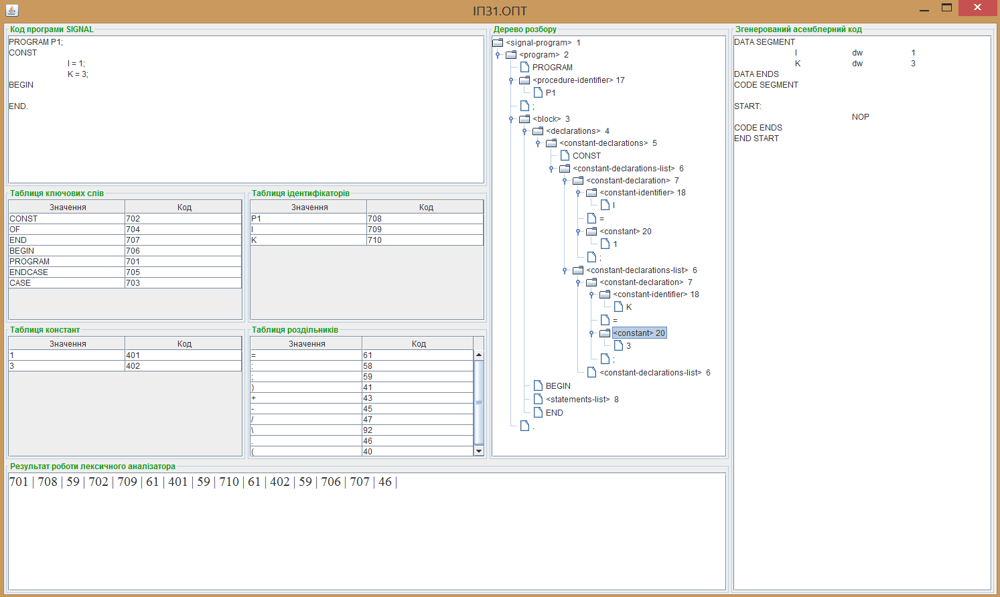 ІП31.ОПТ
Код програми SIGNAL
PROGRAM P1;
CONST
I = 1;
K = 3;
BEGIN
END.
Таблиця ключових слів
Значення Код
CONST 702
OF 704
END 707
BEGIN 706
PROGRAM 701
ENDCASE 705
CASE 703
Таблиця ідентифікаторів
Значення Код
P1 708
I 709
K 710
Таблиця констант
Значення Код
1 401
3 402
Таблиця роздільників
Значення Код
= 61
: 58
; 59
) 41
+ 43
- 45
/ 47
\ 92
. 46
( 40
Результат роботи лексичного аналізатора
701 | 708 | 59 | 702 | 709 | 61 | 401 | 59 | 710 | 61 | 402 | 59 | 706 | 707 | 46 |
Дерево розбору
<signal-program> 1
<program> 2
PROGRAM
<procedure-identifier> 17
P1
;
<block> 3
<declarations> 4
<constant-declarations> 5
CONST
<constant-declarations-list> 6
<constant-declaration> 7
<constant-identifier> 18
I
=
<constant> 20
1
;
<constant-declarations-list> 6
<constant-declaration> 7
<constant-identifier> 18
K
=
<constant> 20
3
;
<constant-declarations-list> 6
BEGIN
<statements-list> 8
END
.
Згенерований асемблерний код
DATA SEGMENT
I dw 1
K dw 3
DATA ENDS
CODE SEGMENT
START:
NOP
CODE ENDS
END START